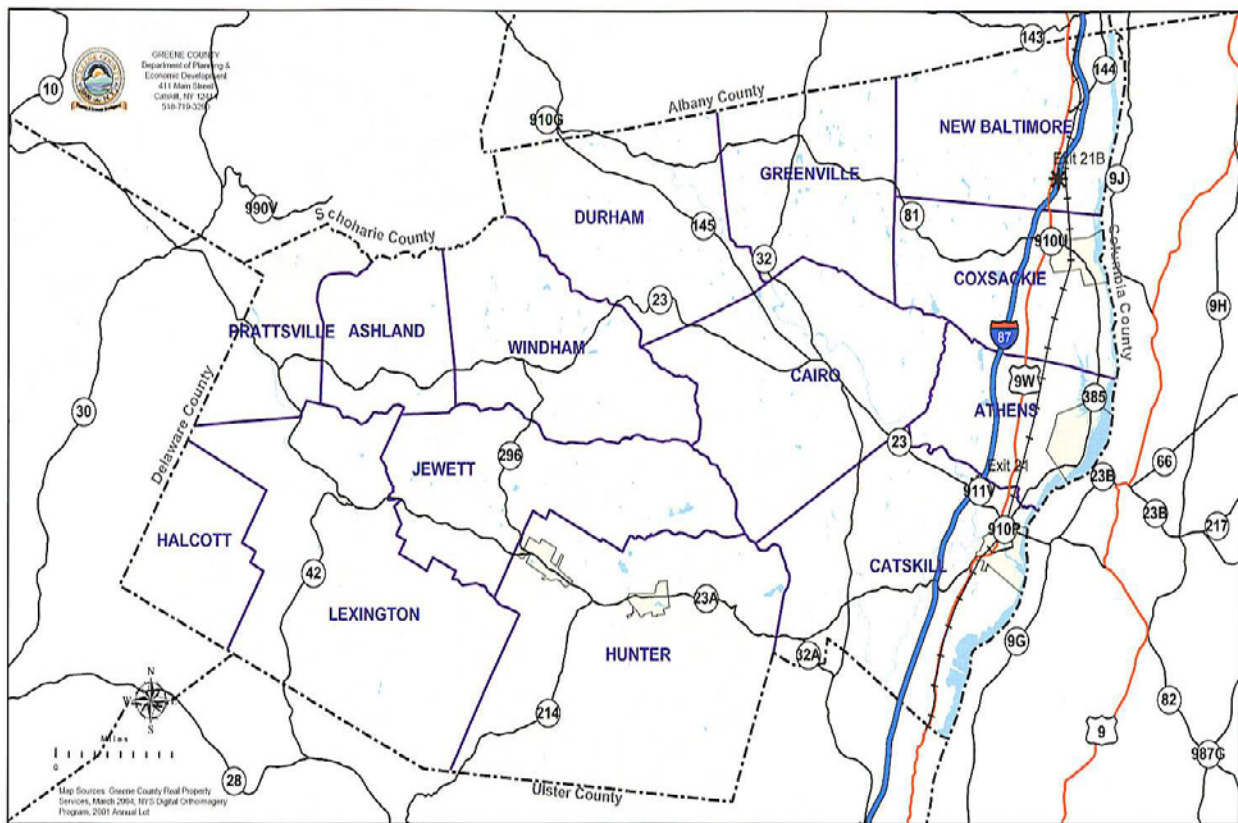 GREENE COUNTY
Department of Planning &
Economic Development
411 Main Street
Catskill, NY 12414
518-719-3290
143
10
144
Albany County
910G
NEW BALTIMORE
Exit 21B
GREENVILLE
9J
990V
Schoharie County
DURHAM
81
145
910U
32
COXSACKIE
Columbia County
23
9H
PRATTSVILLE
ASHLAND
WINDHAM
87
CAIRO
9W
Delaware County
30
ATHENS
385
23
JEWETT
296
Exit 21
66
23B
911V
23B
217
910P
HALCOTT
42
CATSKILL
LEXINGTON
23A
HUNTER
32A
9G
N
W
E
S
214
82
9
Miles
0
987G
28
Ulster County
Map Sources: Greene County Real Property
Services, March 2004; NYS Digital Orthoimagery
Program, 2001 Annual Lot